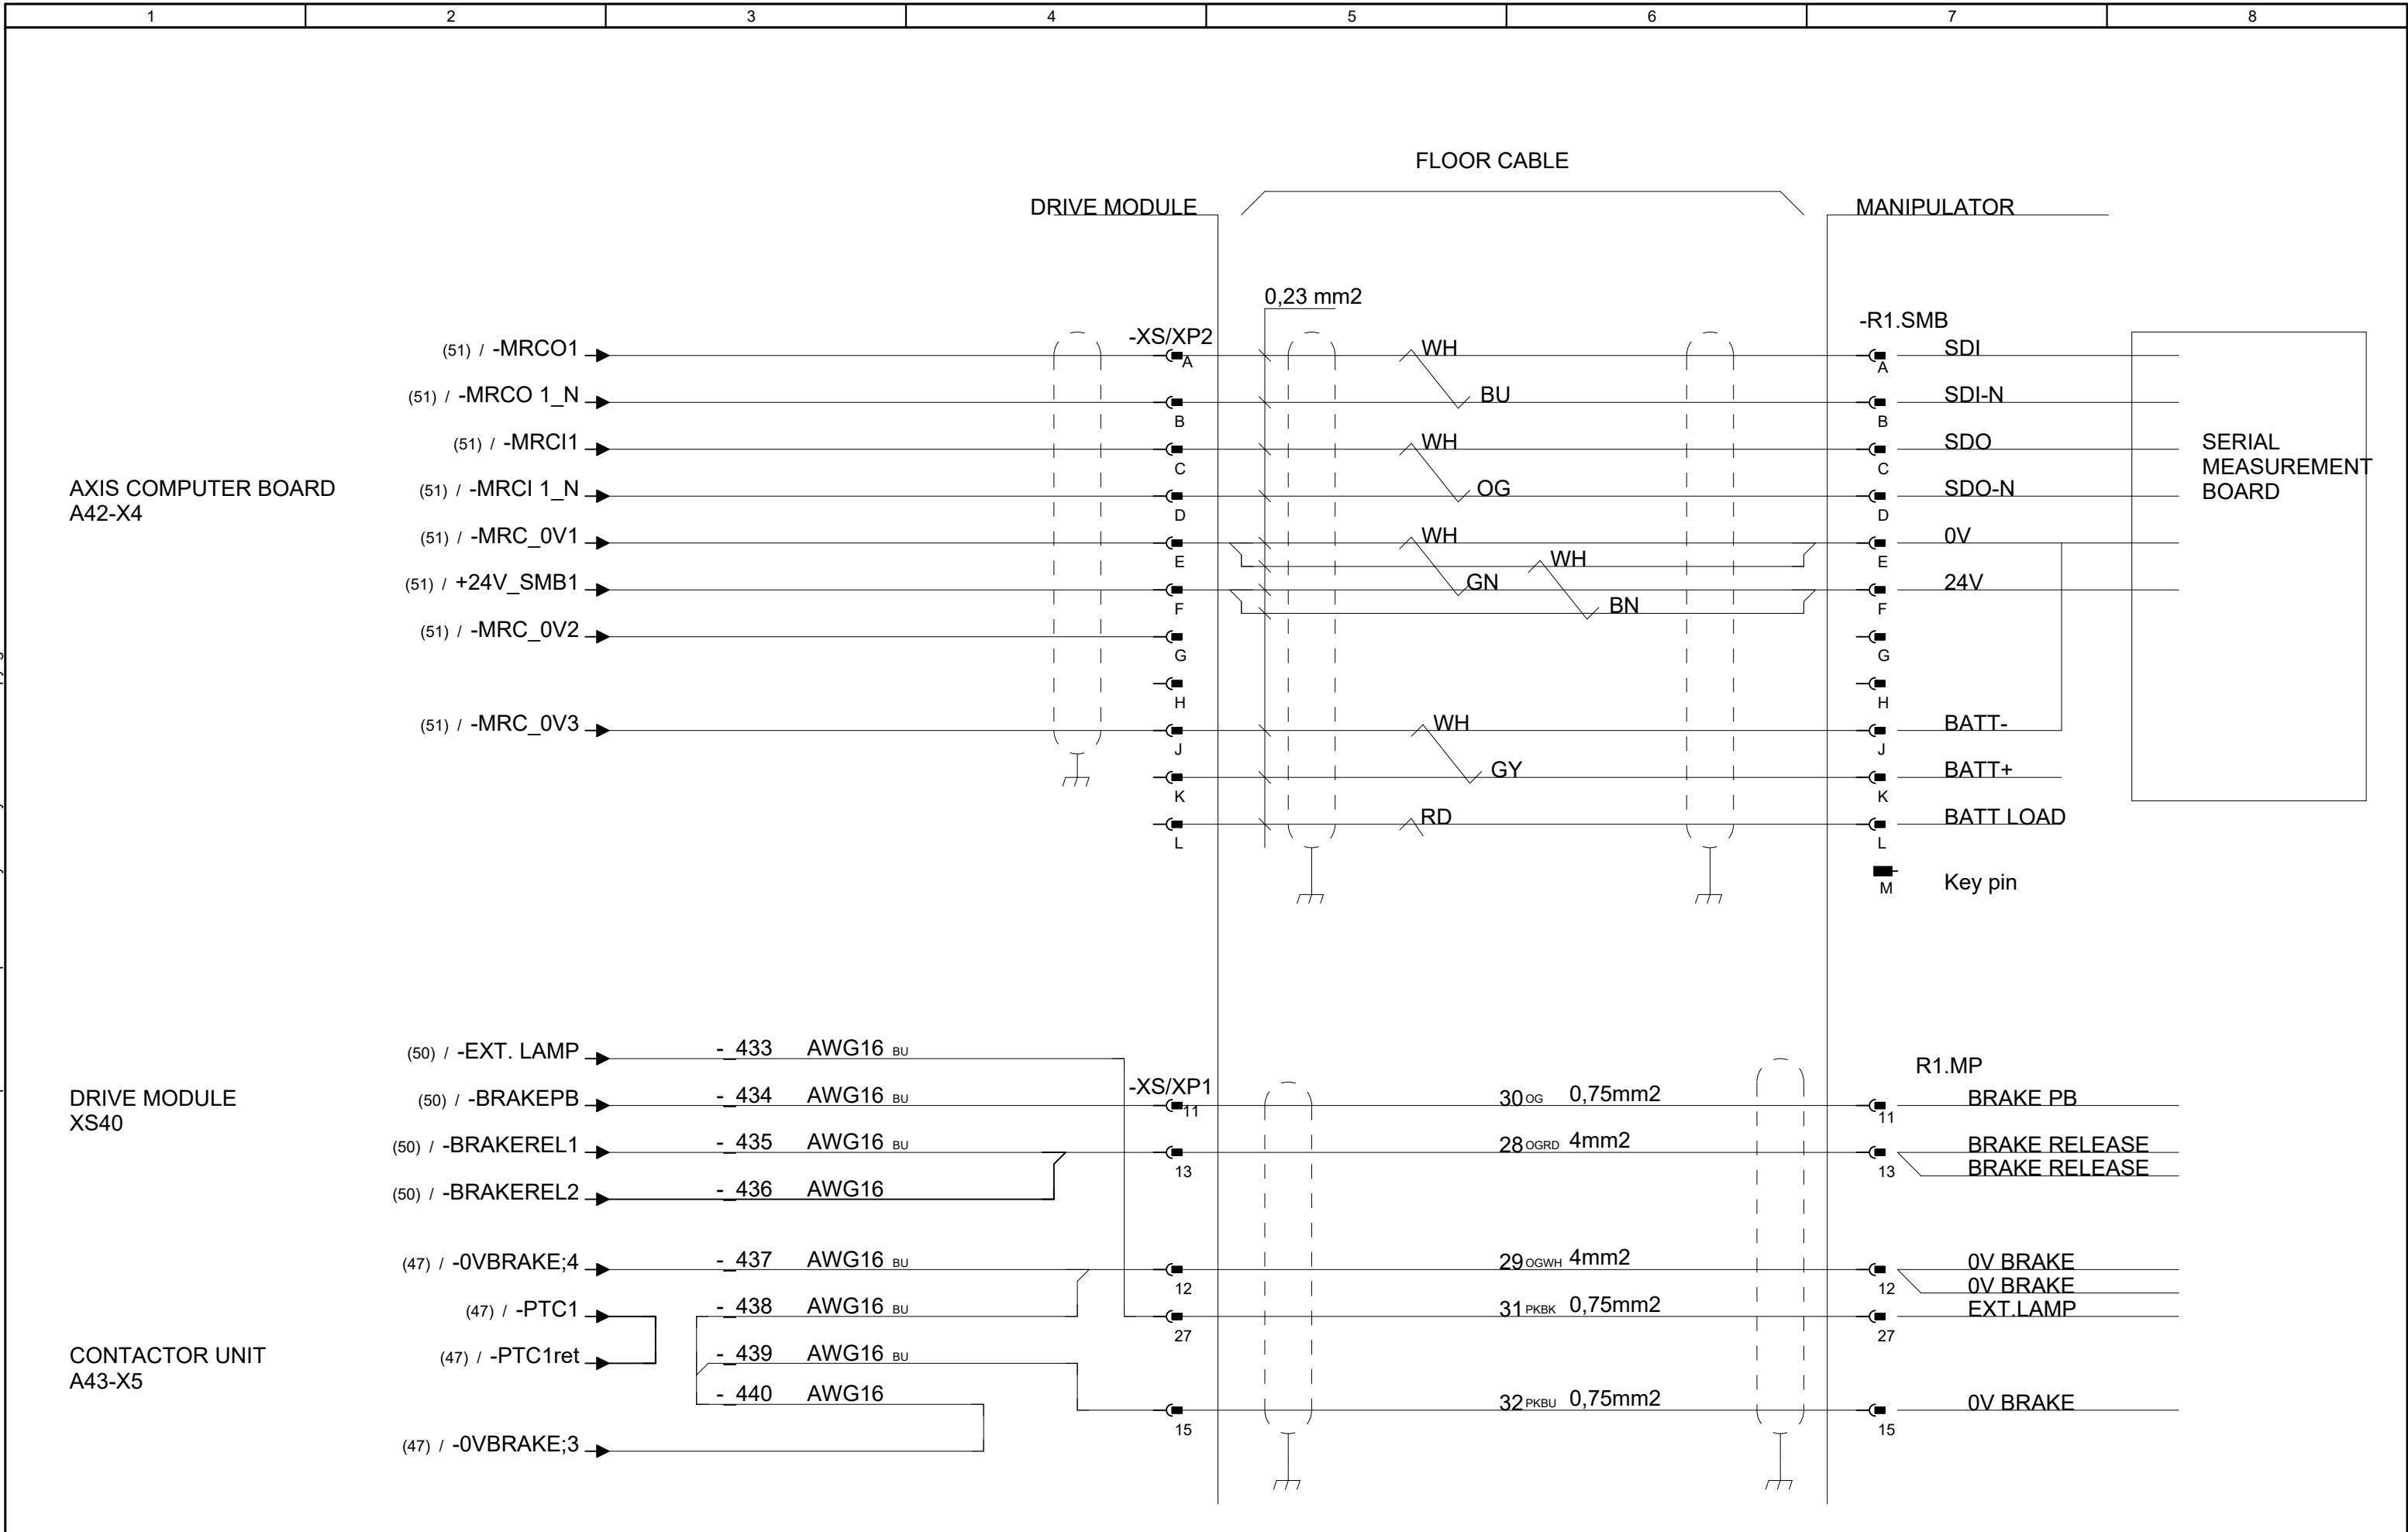 1 2 3 4 5 6 7 8
FLOOR CABLE
DRIVE MODULE MANIPULATOR
0,23 mm2
-XS/XP2 -R1.SMB
(51) / -MRCO1 A WH A SDI
(51) / -MRCO 1_N B BU B SDI-N
(51) / -MRCI1 C WH C SDO
(51) / -MRCI 1_N D OG D SDO-N
(51) / -MRC_0V1 E WH E 0V
WH
(51) / +24V_SMB1 F GN F 24V
BN
(51) / -MRC_0V2 G G
H H
(51) / -MRC_0V3 J WH J BATT-
K GY K BATT+
L RD L BATT LOAD
M Key pin
AXIS COMPUTER BOARD
A42-X4
SERIAL
MEASUREMENT
BOARD
(50) / -EXT. LAMP -_433 AWG16 BU
-XS/XP1 R1.MP
(50) / -BRAKEPB -_434 AWG16 BU 11 30 OG 0,75mm2 11 BRAKE PB
(50) / -BRAKEREL1 -_435 AWG16 BU 13 28 OGRD 4mm2 13 BRAKE RELEASE
BRAKE RELEASE
(50) / -BRAKEREL2 -_436 AWG16
DRIVE MODULE
XS40
(47) / -0VBRAKE;4 -_437 AWG16 BU 12 29 OGWH 4mm2 12 0V BRAKE
0V BRAKE
(47) / -PTC1 -_438 AWG16 BU 27 31 PKBK 0,75mm2 27 EXT.LAMP
(47) / -PTC1ret -_439 AWG16 BU
-_440 AWG16 15 32 PKBU 0,75mm2 15 0V BRAKE
(47) / -0VBRAKE;3
CONTACTOR UNIT
A43-X5